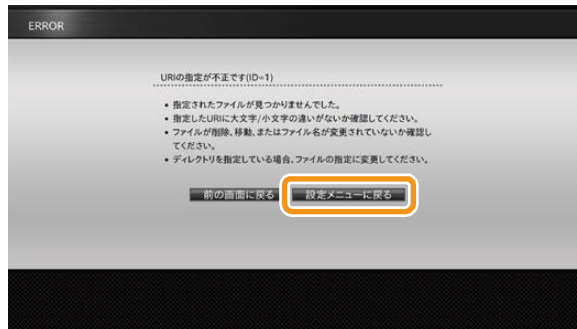 ERROR
URIの指定が不正です(ID=1)
• 指定されたファイルが見つかりませんでした。
• 指定したURIに大文字/小文字の違いがないか確認してください。
• ファイルが削除、移動、またはファイル名が変更されていないか確認し
てください。
• ディレクトリを指定している場合、ファイルの指定に変更してください。
前の画面に戻る 設定メニューに戻る